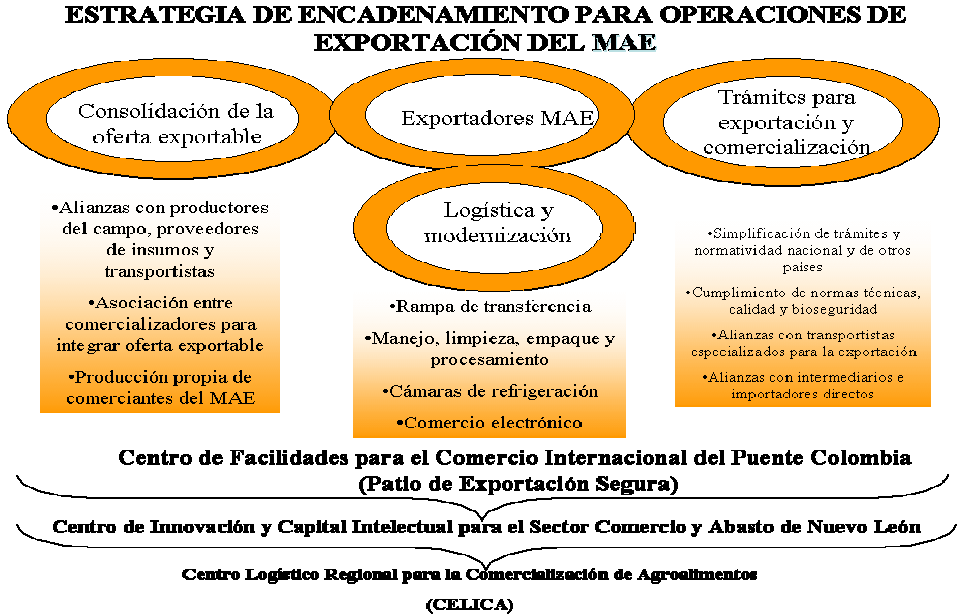 ESTRATEGIA DE ENCADENAMIENTO PARA OPERACIONES DE
EXPORTACIÓN DEL MAE
Consolidación de la
oferta exportable
Exportadores MAE
Trámites para
exportación y
comercialización
Logística y
modernización
•Alianzas con productores
del campo, proveedores
de insumos y
transportistas
•Asociación entre
comercializadores para
integrar oferta exportable
•Producción propia de
comerciantes del MAE
•Rampa de transferencia
•Manejo, limpieza, empaque y
procesamiento
•Cámaras de refrigeración
•Comercio electrónico
•Simplificación de trámites y
normatividad nacional y de otros
países
•Cumplimiento de normas técnicas,
calidad y bioseguridad
•Alianzas con transportistas
especializados para la exportación
•Alianzas con intermediarios e
importadores directos
Centro de Facilidades para el Comercio Internacional del Puente Colombia
(Patio de Exportación Segura)
Centro de Innovación y Capital Intelectual para el Sector Comercio y Abasto de Nuevo León
Centro Logístico Regional para la Comercialización de Agroalimentos
(CELICA)